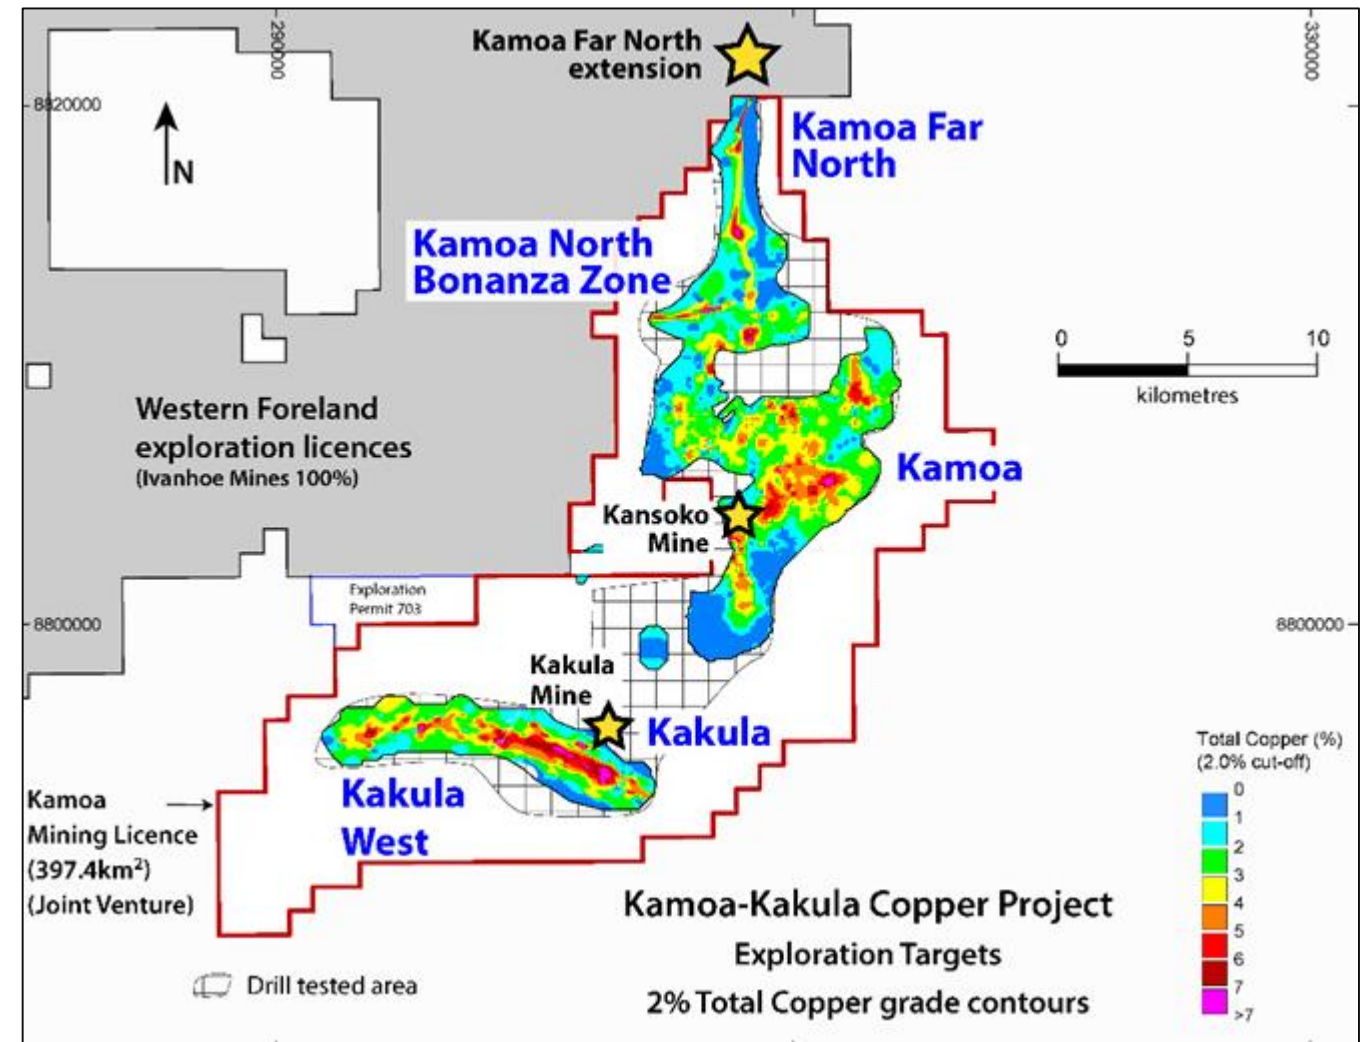 290000
330000
Kamoa Far North
extension
8820000
Kamoa Far
North
N
Kamoa North
Bonanza Zone
0 5 10
kilometres
Western Foreland
exploration licences
(Ivanhoe Mines 100%)
Kamoa
Kansoko
Mine
Exploration
Permit 703
8800000
8800000
Kakula
Mine
Kakula
Total Copper (%)
(2.0% cut-off)
0
1
2
3
4
5
6
7
>7
Kakula
West
Kamoa
Mining Licence
(397.4km²)
(Joint Venture)
Kamoa-Kakula Copper Project
Exploration Targets
2% Total Copper grade contours
Drill tested area